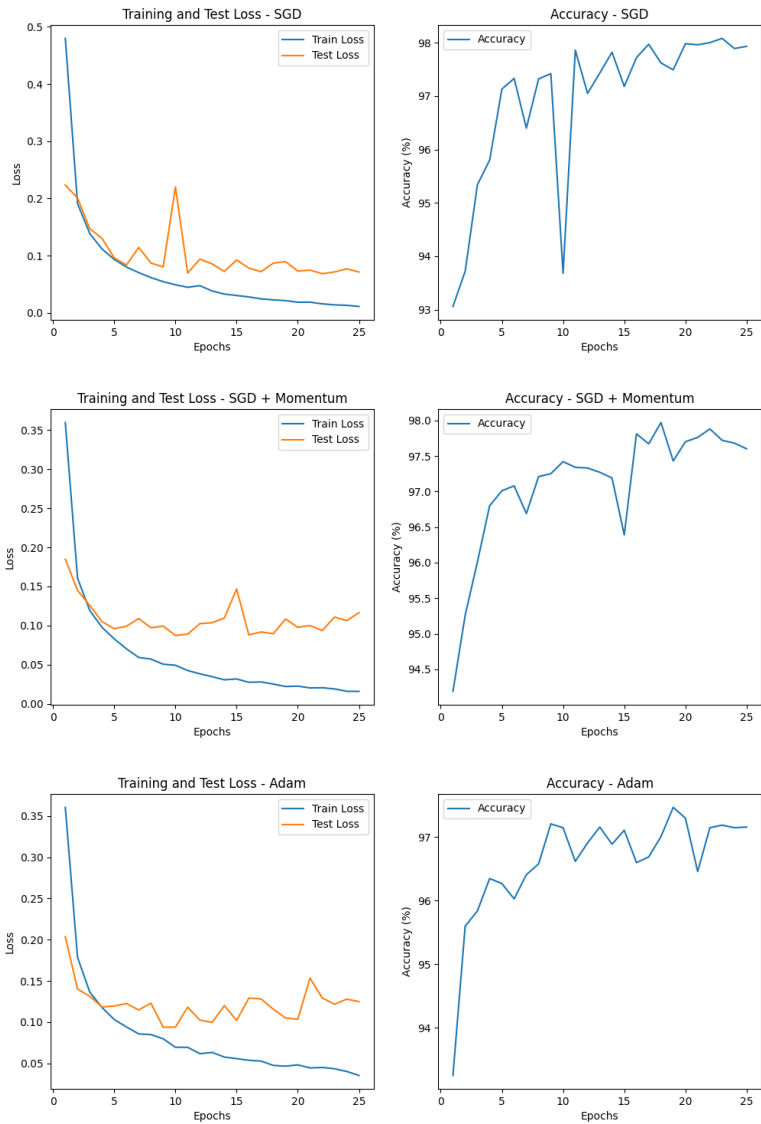 Training and Test Loss - SGD
Train Loss
Test Loss
0.5
0.4
0.3
0.2
0.1
0.0
Loss
0 5 10 15 20 25
Epochs
Accuracy - SGD
Accuracy
98
97
96
95
94
93
Accuracy (%)
0 5 10 15 20 25
Epochs
Training and Test Loss - SGD + Momentum
Train Loss
Test Loss
0.35
0.30
0.25
0.20
0.15
0.10
0.05
0.00
Loss
0 5 10 15 20 25
Epochs
Accuracy - SGD + Momentum
Accuracy
98.0
97.5
97.0
96.5
96.0
95.5
95.0
94.5
Accuracy (%)
0 5 10 15 20 25
Epochs
Training and Test Loss - Adam
Train Loss
Test Loss
0.35
0.30
0.25
0.20
0.15
0.10
0.05
Loss
0 5 10 15 20 25
Epochs
Accuracy - Adam
Accuracy
97
96
95
94
Accuracy (%)
0 5 10 15 20 25
Epochs